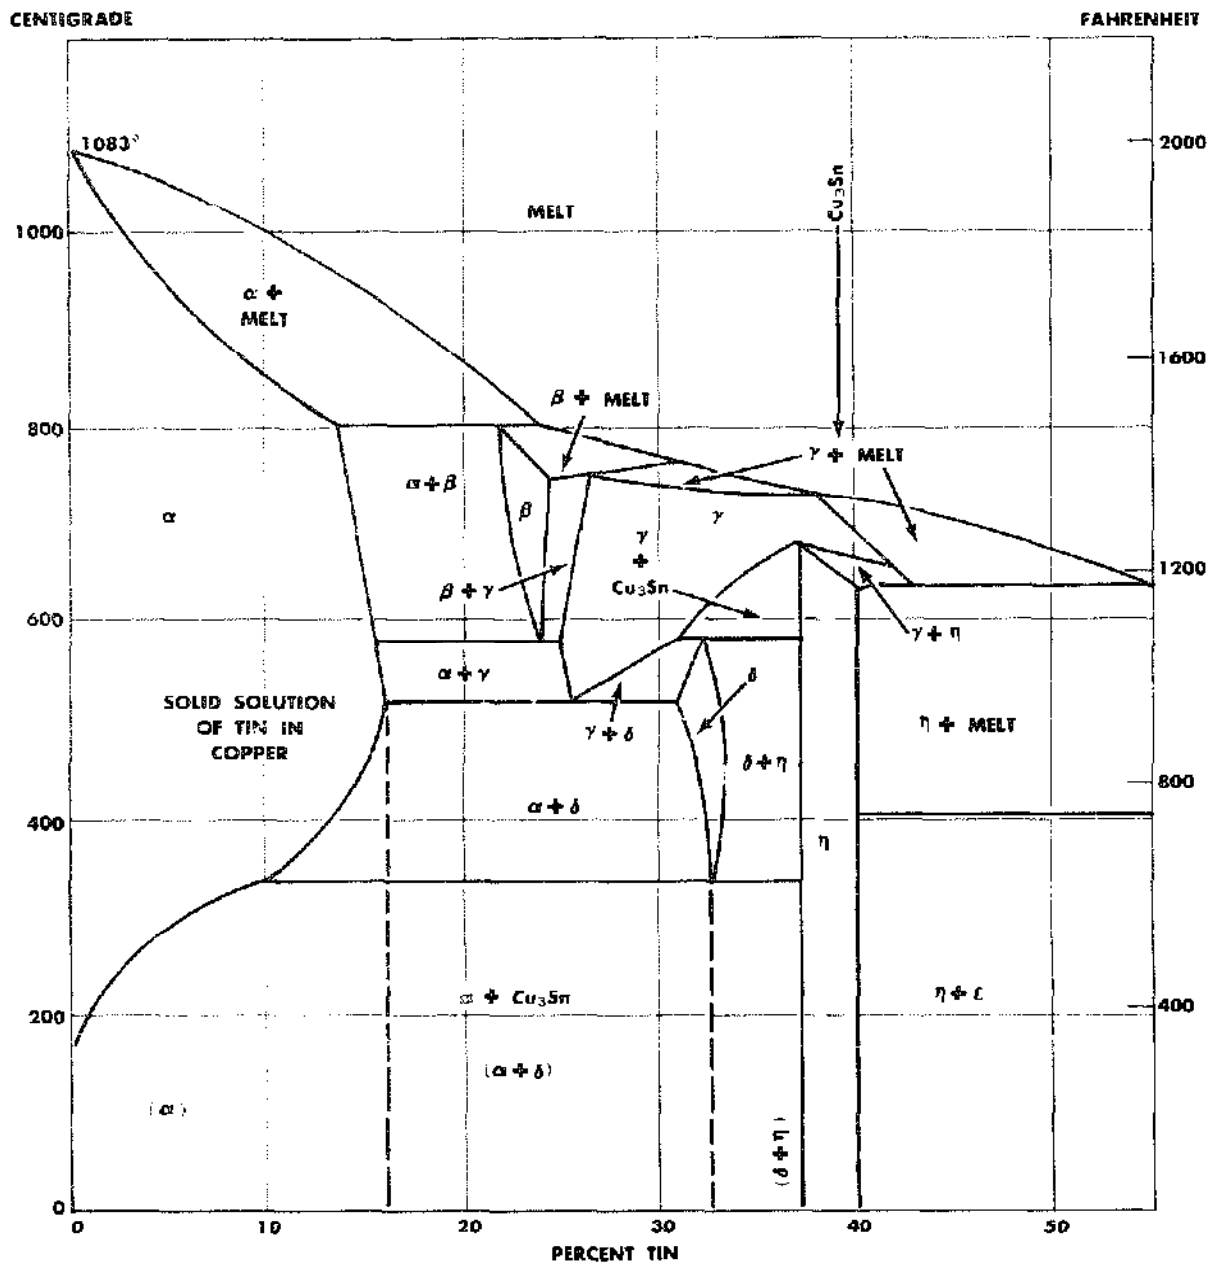 CENTIGRADE
FAHRENHEIT
1083°
2000
Cu₃Sn
MELT
1000
α +
MELT
1600
β + MELT
800
γ + MELT
α + β
β
γ
α
γ
+
Cu₃Sn
1200
β + γ
600
γ + η
α + γ
δ
SOLID SOLUTION
OF TIN IN
COPPER
γ + δ
η + MELT
δ + η
800
α + δ
400
η
α + Cu₃Sn
η + ε
400
200
(α + δ)
(α)
(δ + η)
0
0
10
20
30
40
50
PERCENT TIN